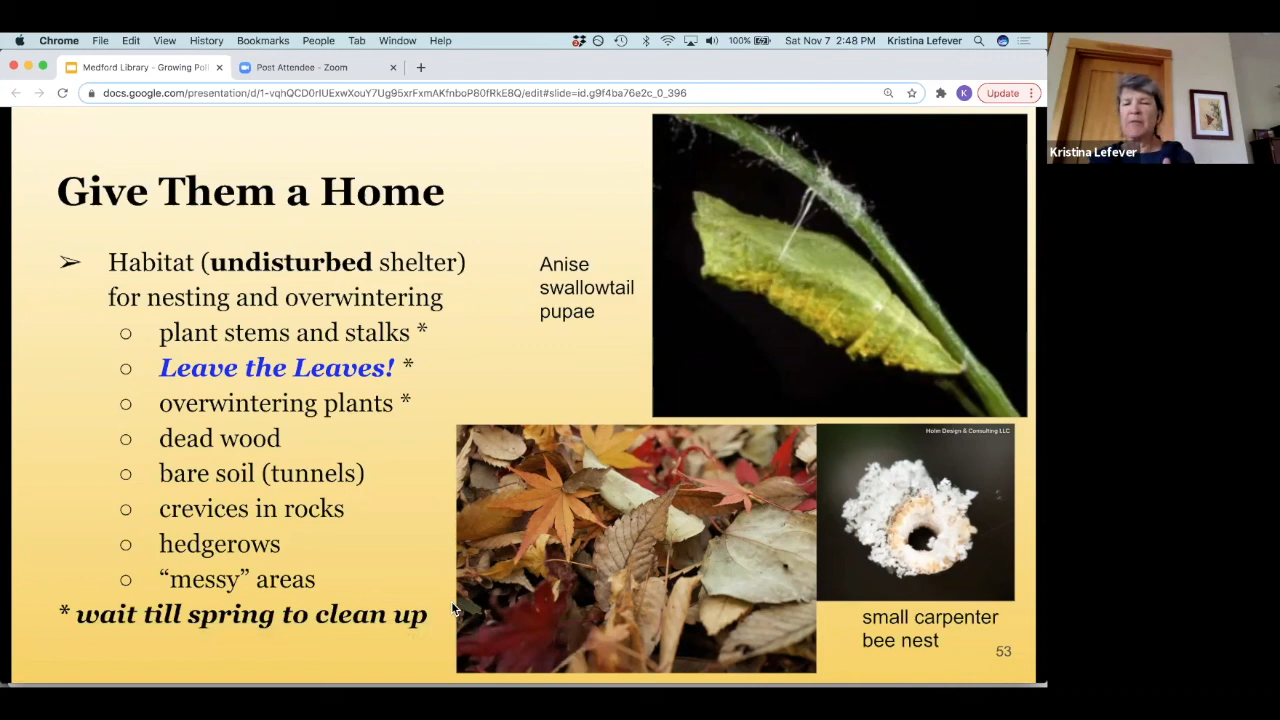 Chrome File Edit View History Bookmarks People Tab Window Help 100% Sat Nov 7 2:48 PM Kristina Lefever
Medford Library - Growing Poll × Post Attendee - Zoom × +
docs.google.com/presentation/d/1-vqhQCD0rIUExwXouY7Ug95xrFxmAKfnboP80fRkE8Q/edit#slide=id.g9f4ba76e2c_0_396 K Update
Kristina Lefever
Give Them a Home
➢ Habitat (undisturbed shelter)
for nesting and overwintering
○ plant stems and stalks *
○ Leave the Leaves! *
○ overwintering plants *
○ dead wood
○ bare soil (tunnels)
○ crevices in rocks
○ hedgerows
○ “messy” areas
* wait till spring to clean up
Anise
swallowtail
pupae
Holm Design & Consulting LLC
small carpenter
bee nest
53